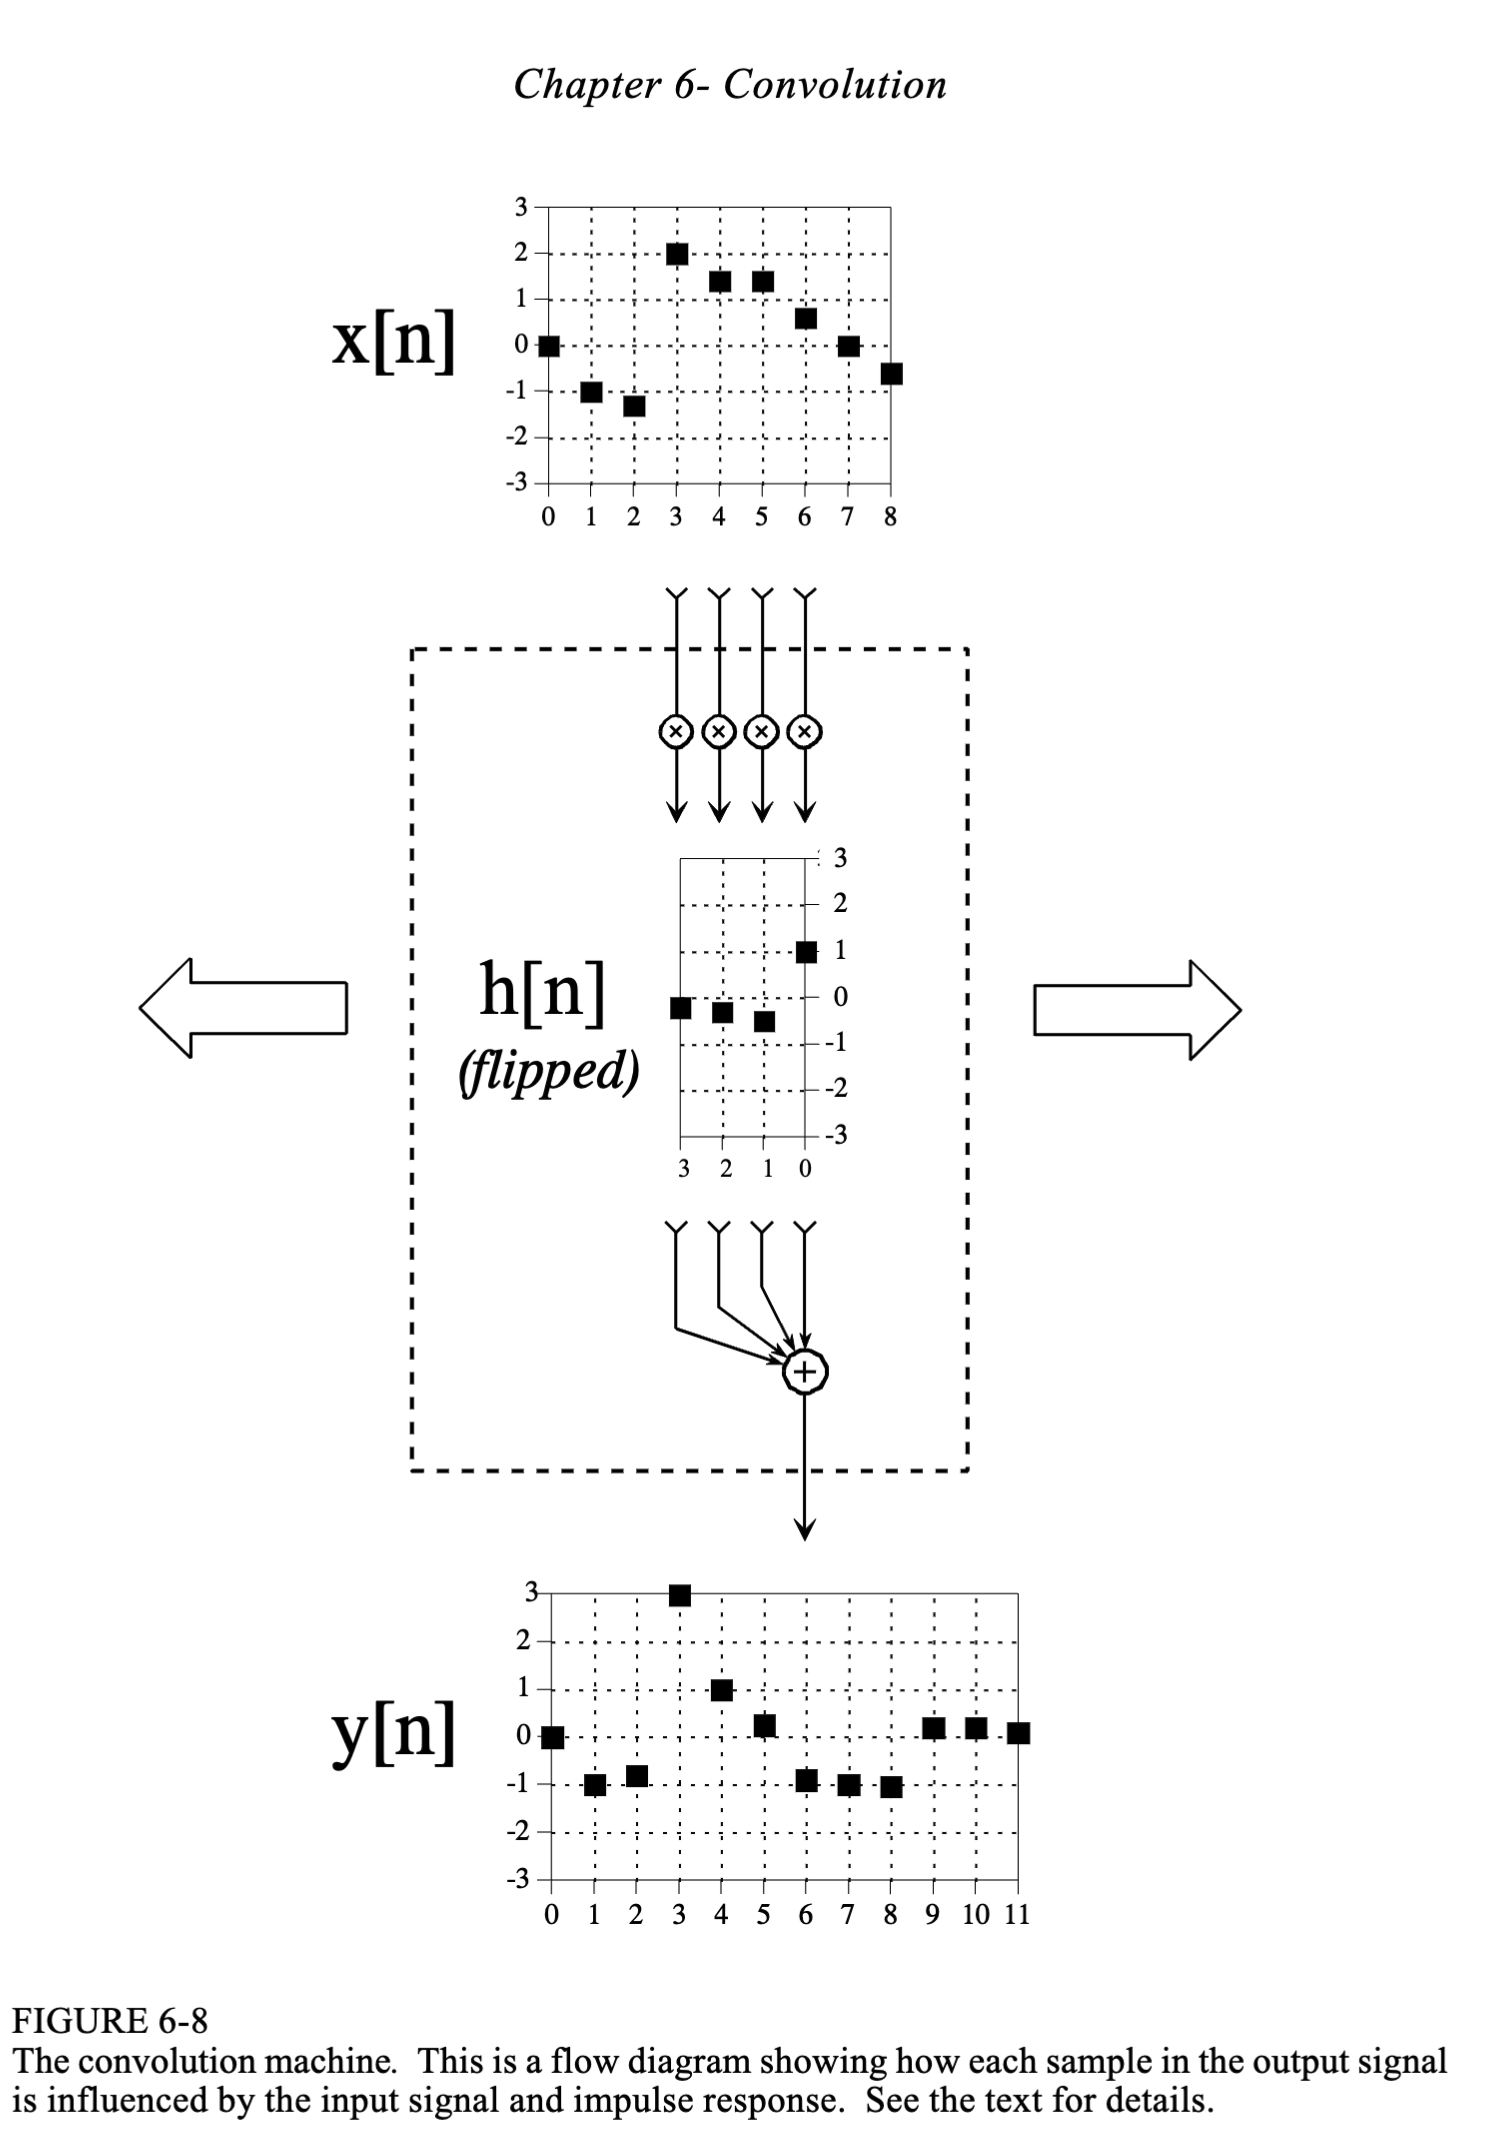 Chapter 6- Convolution
3
2
1
0
-1
-2
-3
x[n]
0 1 2 3 4 5 6 7 8
× × × ×
3
2
1
0
-1
-2
-3
h[n]
(flipped)
3 2 1 0
+
3
2
1
0
-1
-2
-3
y[n]
0 1 2 3 4 5 6 7 8 9 10 11
FIGURE 6-8
The convolution machine. This is a flow diagram showing how each sample in the output signal
is influenced by the input signal and impulse response. See the text for details.